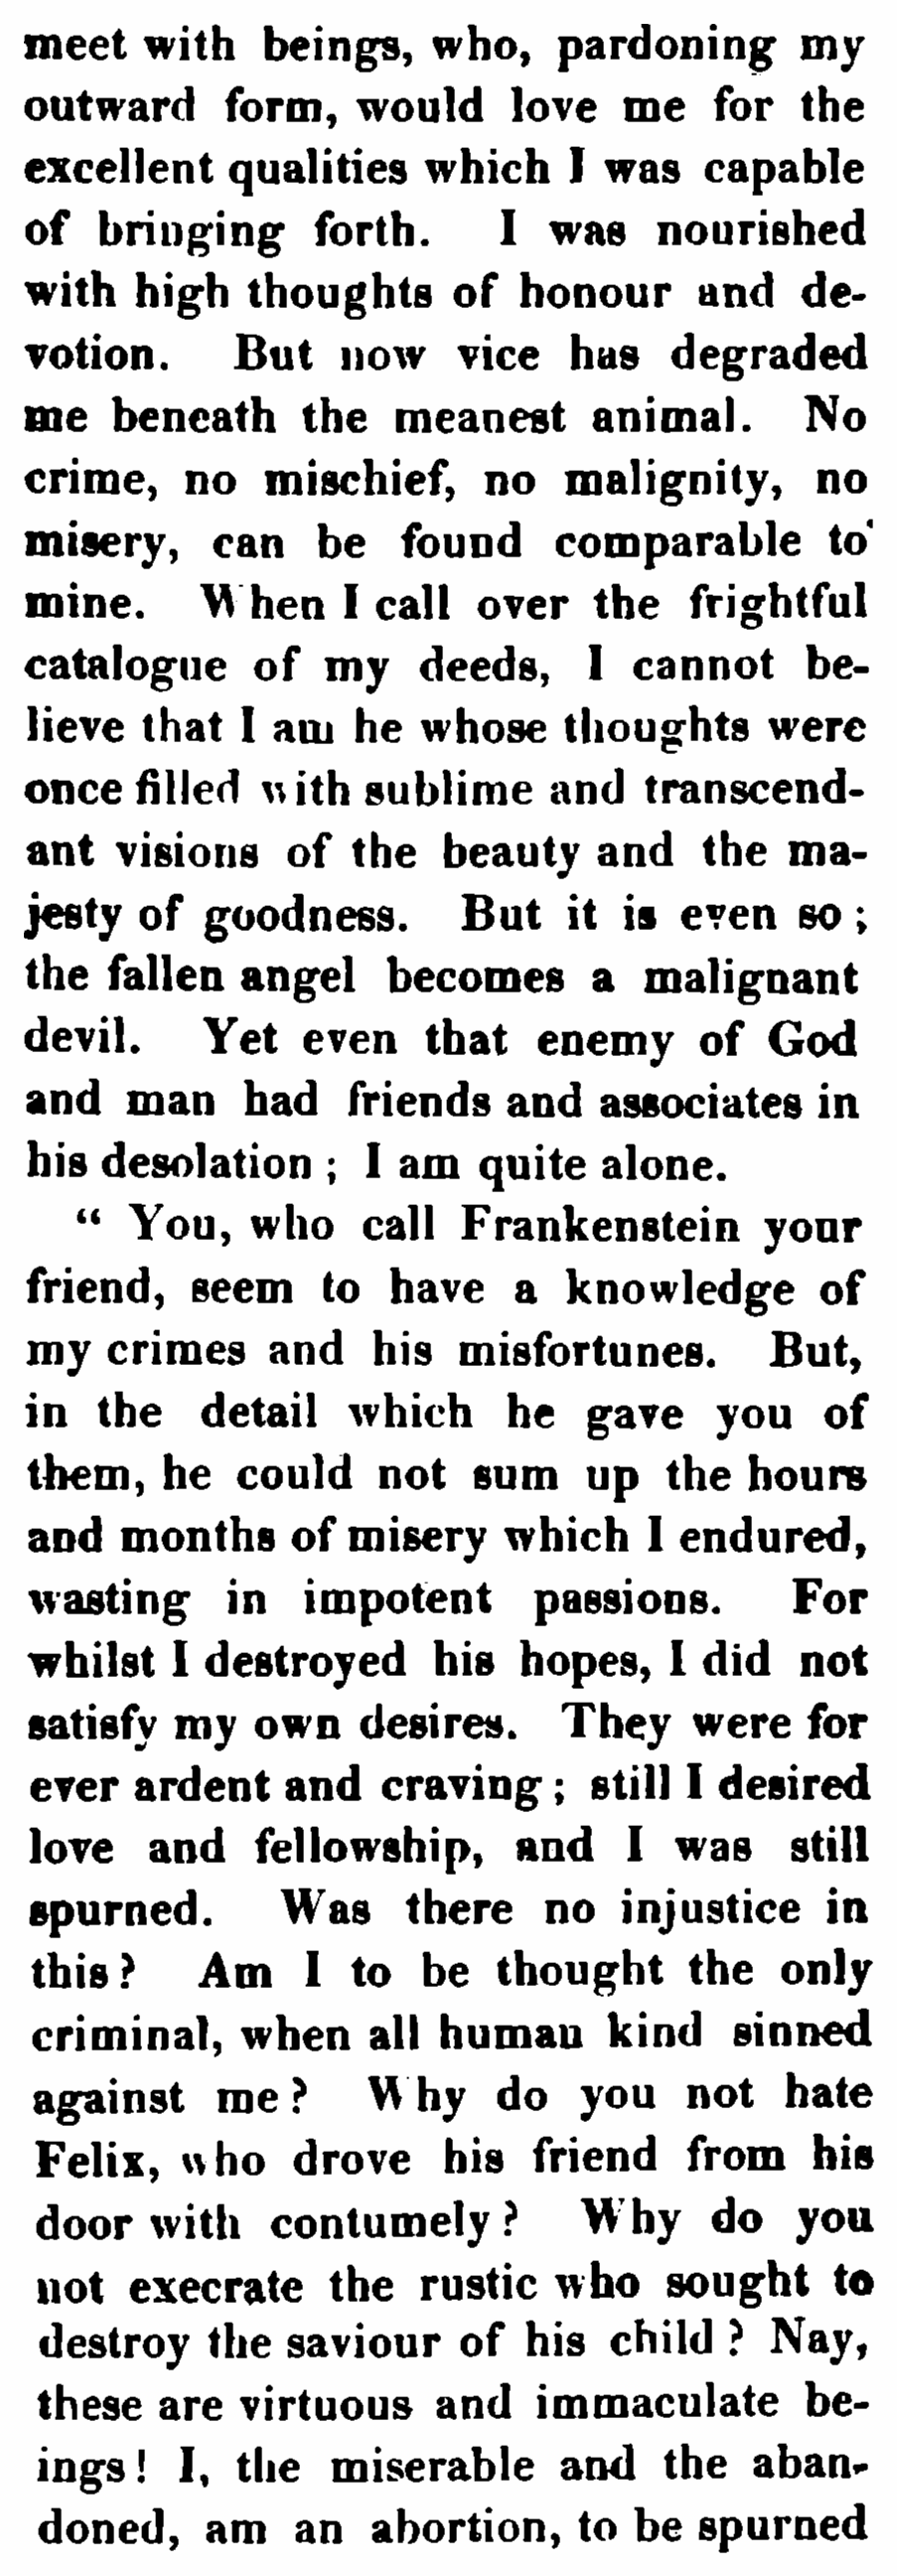 meet with beings, who, pardoning my
outward form, would love me for the
excellent qualities which I was capable
of bringing forth. I was nourished
with high thoughts of honour and de-
votion. But now vice has degraded
me beneath the meanest animal. No
crime, no mischief, no malignity, no
misery, can be found comparable to
mine. When I call over the frightful
catalogue of my deeds, I cannot be-
lieve that I am he whose thoughts were
once filled with sublime and transcend-
ant visions of the beauty and the ma-
jesty of goodness. But it is even so ;
the fallen angel becomes a malignant
devil. Yet even that enemy of God
and man had friends and associates in
his desolation ; I am quite alone.
“ You, who call Frankenstein your
friend, seem to have a knowledge of
my crimes and his misfortunes. But,
in the detail which he gave you of
them, he could not sum up the hours
and months of misery which I endured,
wasting in impotent passions. For
whilst I destroyed his hopes, I did not
satisfy my own desires. They were for
ever ardent and craving ; still I desired
love and fellowship, and I was still
spurned. Was there no injustice in
this ? Am I to be thought the only
criminal, when all human kind sinned
against me ? Why do you not hate
Felix, who drove his friend from his
door with contumely ? Why do you
not execrate the rustic who sought to
destroy the saviour of his child ? Nay,
these are virtuous and immaculate be-
ings ! I, the miserable and the aban-
doned, am an abortion, to be spurned